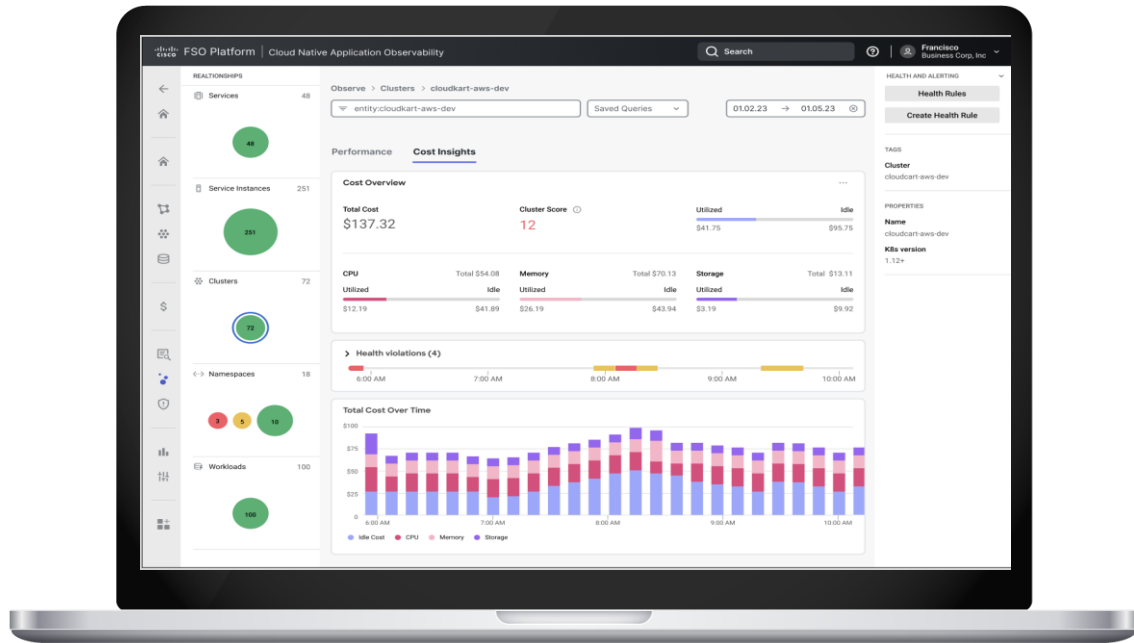 CISCO FSO Platform | Cloud Native Application Observability
Search
Francisco
Business Corp, Inc
REALTIONSHIPS
Services 48
48
Service Instances 251
251
Clusters 72
72
<-> Namespaces 18
3 5 10
Workloads 100
100
Observe > Clusters > cloudkart-aws-dev
entity:cloudkart-aws-dev
Saved Queries
01.02.23 → 01.05.23
Performance Cost Insights
Cost Overview
Total Cost
$137.32
Cluster Score
12
Utilized Idle
$41.75 $95.75
CPU Total $54.08
Utilized Idle
$12.19 $41.89
Memory Total $70.13
Utilized Idle
$26.19 $43.94
Storage Total $13.11
Utilized Idle
$3.19 $9.92
Health violations (4)
6:00 AM 7:00 AM 8:00 AM 9:00 AM 10:00 AM
Total Cost Over Time
$100
$75
$50
$25
0
6:00 AM 7:00 AM 8:00 AM 9:00 AM 10:00 AM
Idle Cost CPU Memory Storage
HEALTH AND ALERTING
Health Rules
Create Health Rule
TAGS
Cluster
cloudcart-aws-dev
PROPERTIES
Name
cloudcart-aws-dev
K8s version
1.12+